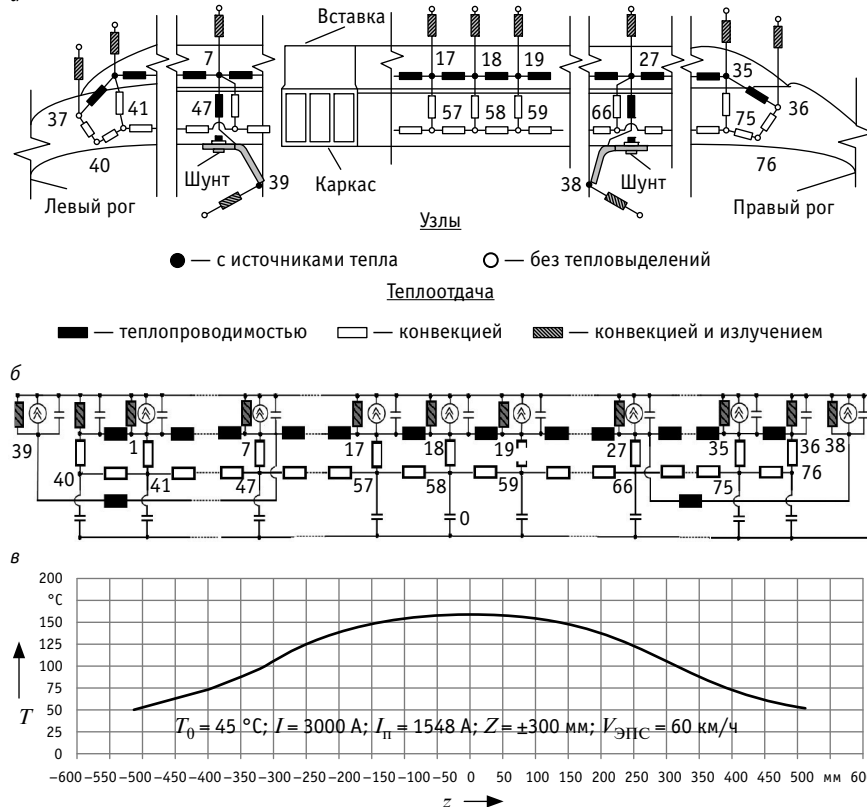 Вставка
7
17
18
19
27
35
37
41
47
57
58
59
66
75
36
40
Шунт
39
Каркас
38
Шунт
76
Левый рог
Правый рог
Узлы
— с источниками тепла
— без тепловыделений
Теплоотдача
— теплопроводимостью
— конвекцией
— конвекцией и излучением
б
39
1
7
17
18
19
27
35
36
38
40
41
47
57
58
59
66
75
76
0
в
200
°C
150
125
100
75
50
25
0
T
T₀ = 45 °C; I = 3000 А; Iп = 1548 А; Z = ±300 мм; VЭПС = 60 км/ч
−600 −550 −500 −450 −400 −350 −300 −250 −200 −150 −100 −50 0 50 100 150 200 250 300 350 400 450 500 мм 60
z